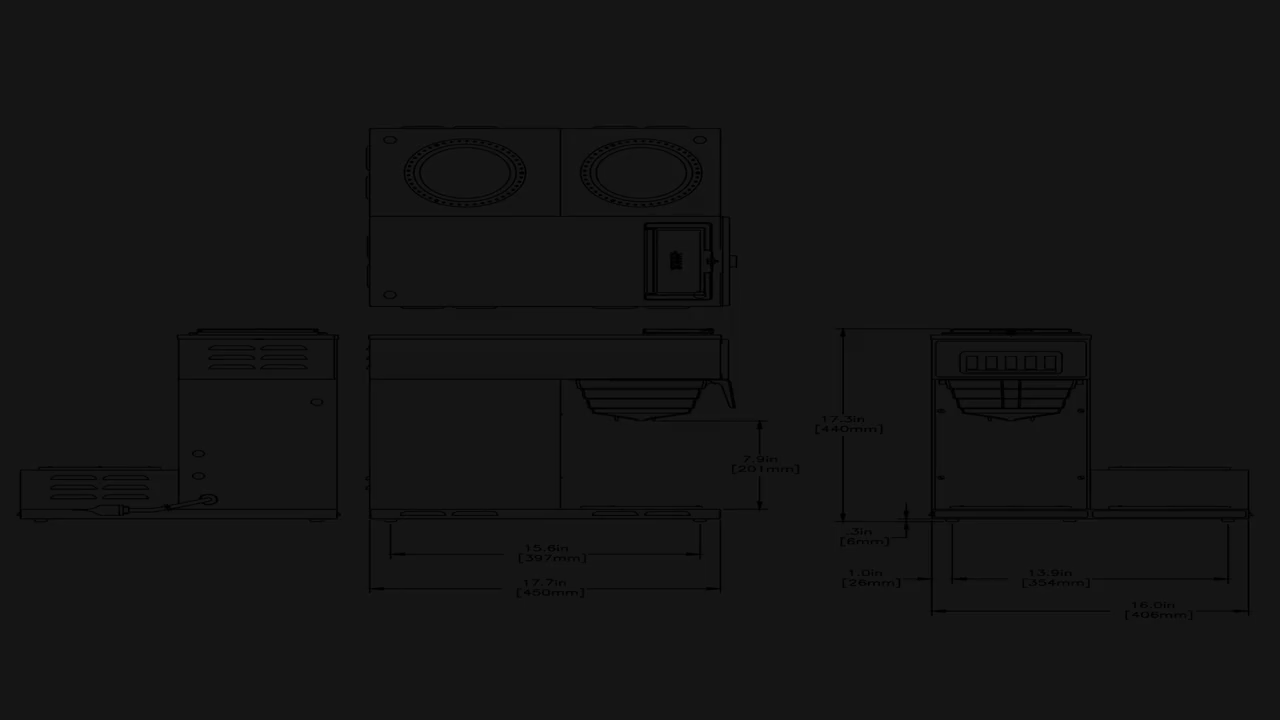 17.3in
[440mm]
7.9in
[201mm]
.3in
[6mm]
15.6in
[397mm]
1.0in
[26mm]
13.9in
[354mm]
17.7in
[450mm]
16.0in
[406mm]